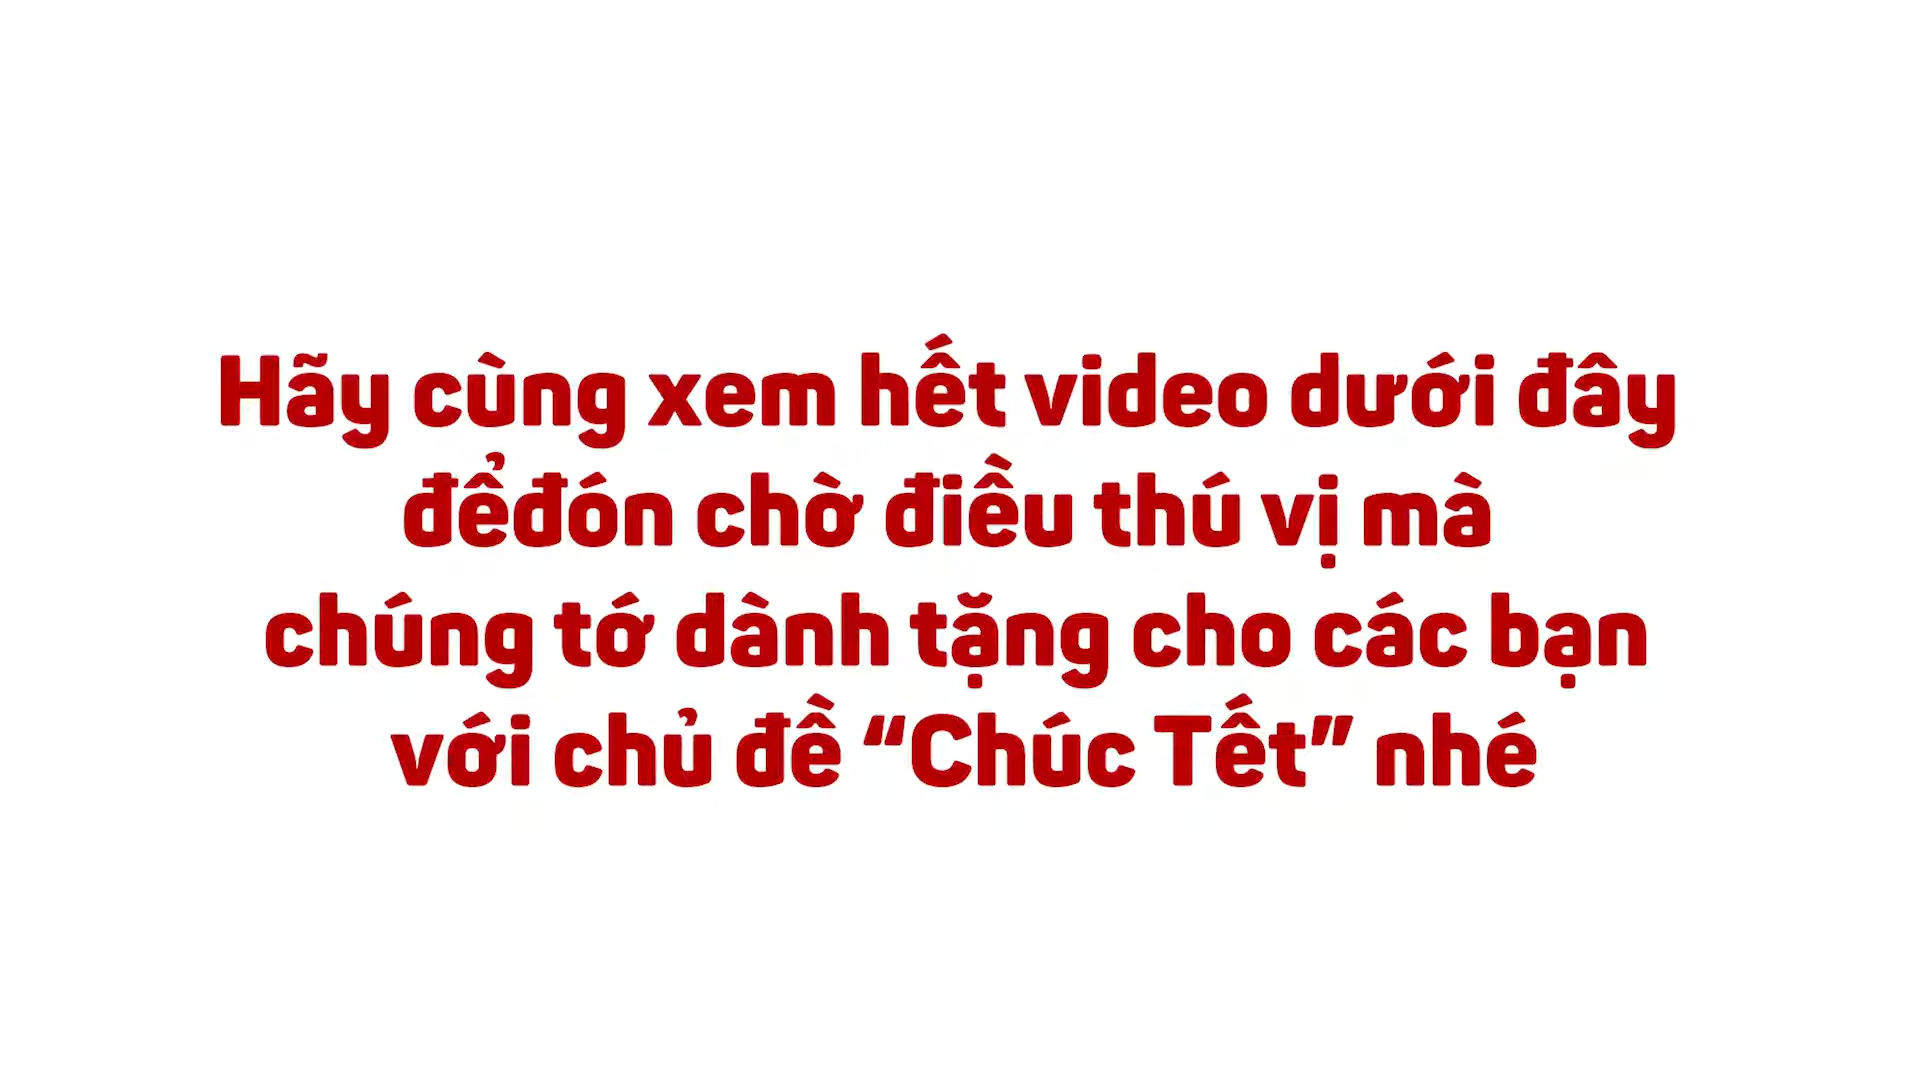 Hãy cùng xem hết video dưới đây
đểđón chờ điều thú vị mà
chúng tớ dành tặng cho các bạn
với chủ đề “Chúc Tết” nhé